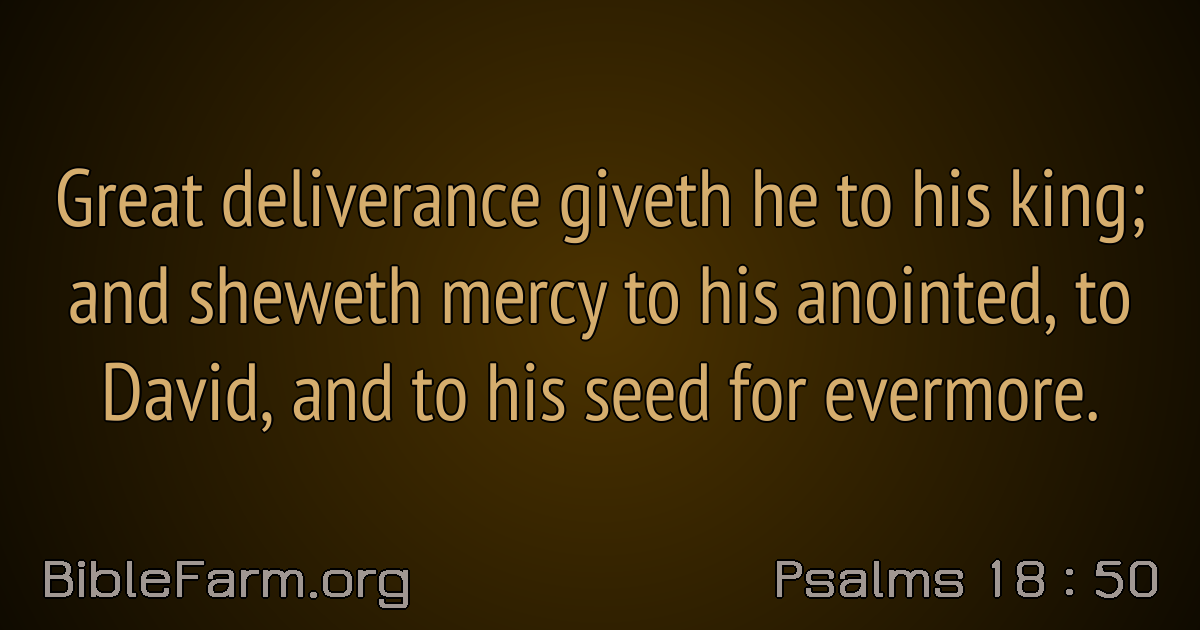 Great deliverance giveth he to his king;
and sheweth mercy to his anointed, to
David, and to his seed for evermore.
BibleFarm.org
Psalms 18 : 50